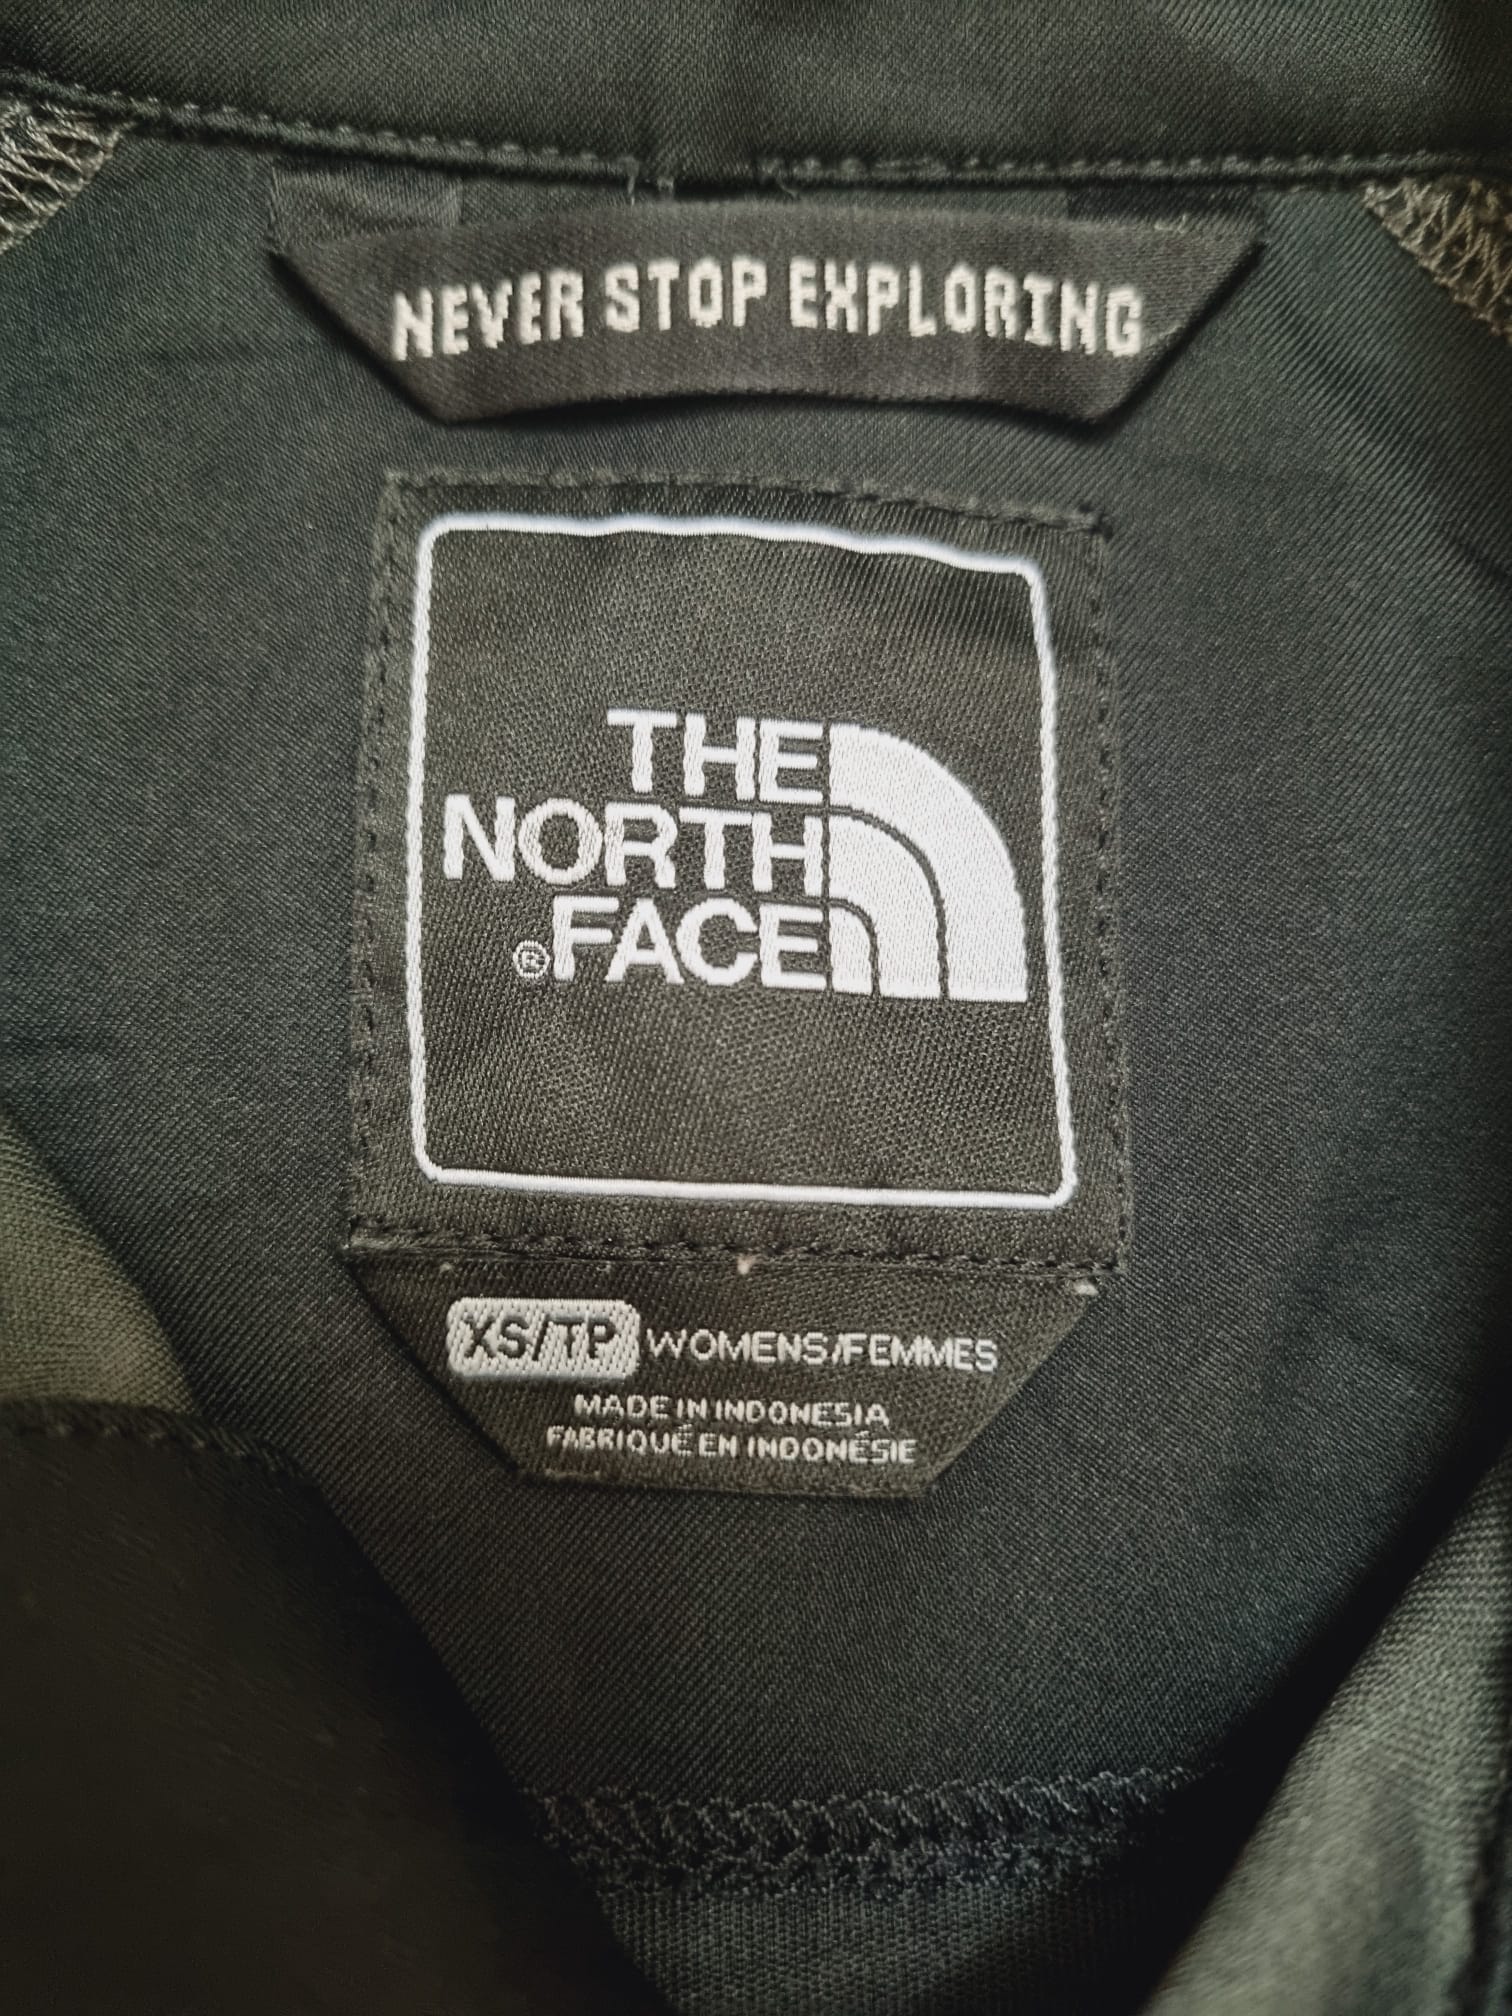 NEVER STOP EXPLORING
THE
NORTH
®FACE
XS/TP WOMENS/FEMMES
MADE IN INDONESIA
FABRIQUÉ EN INDONÉSIE